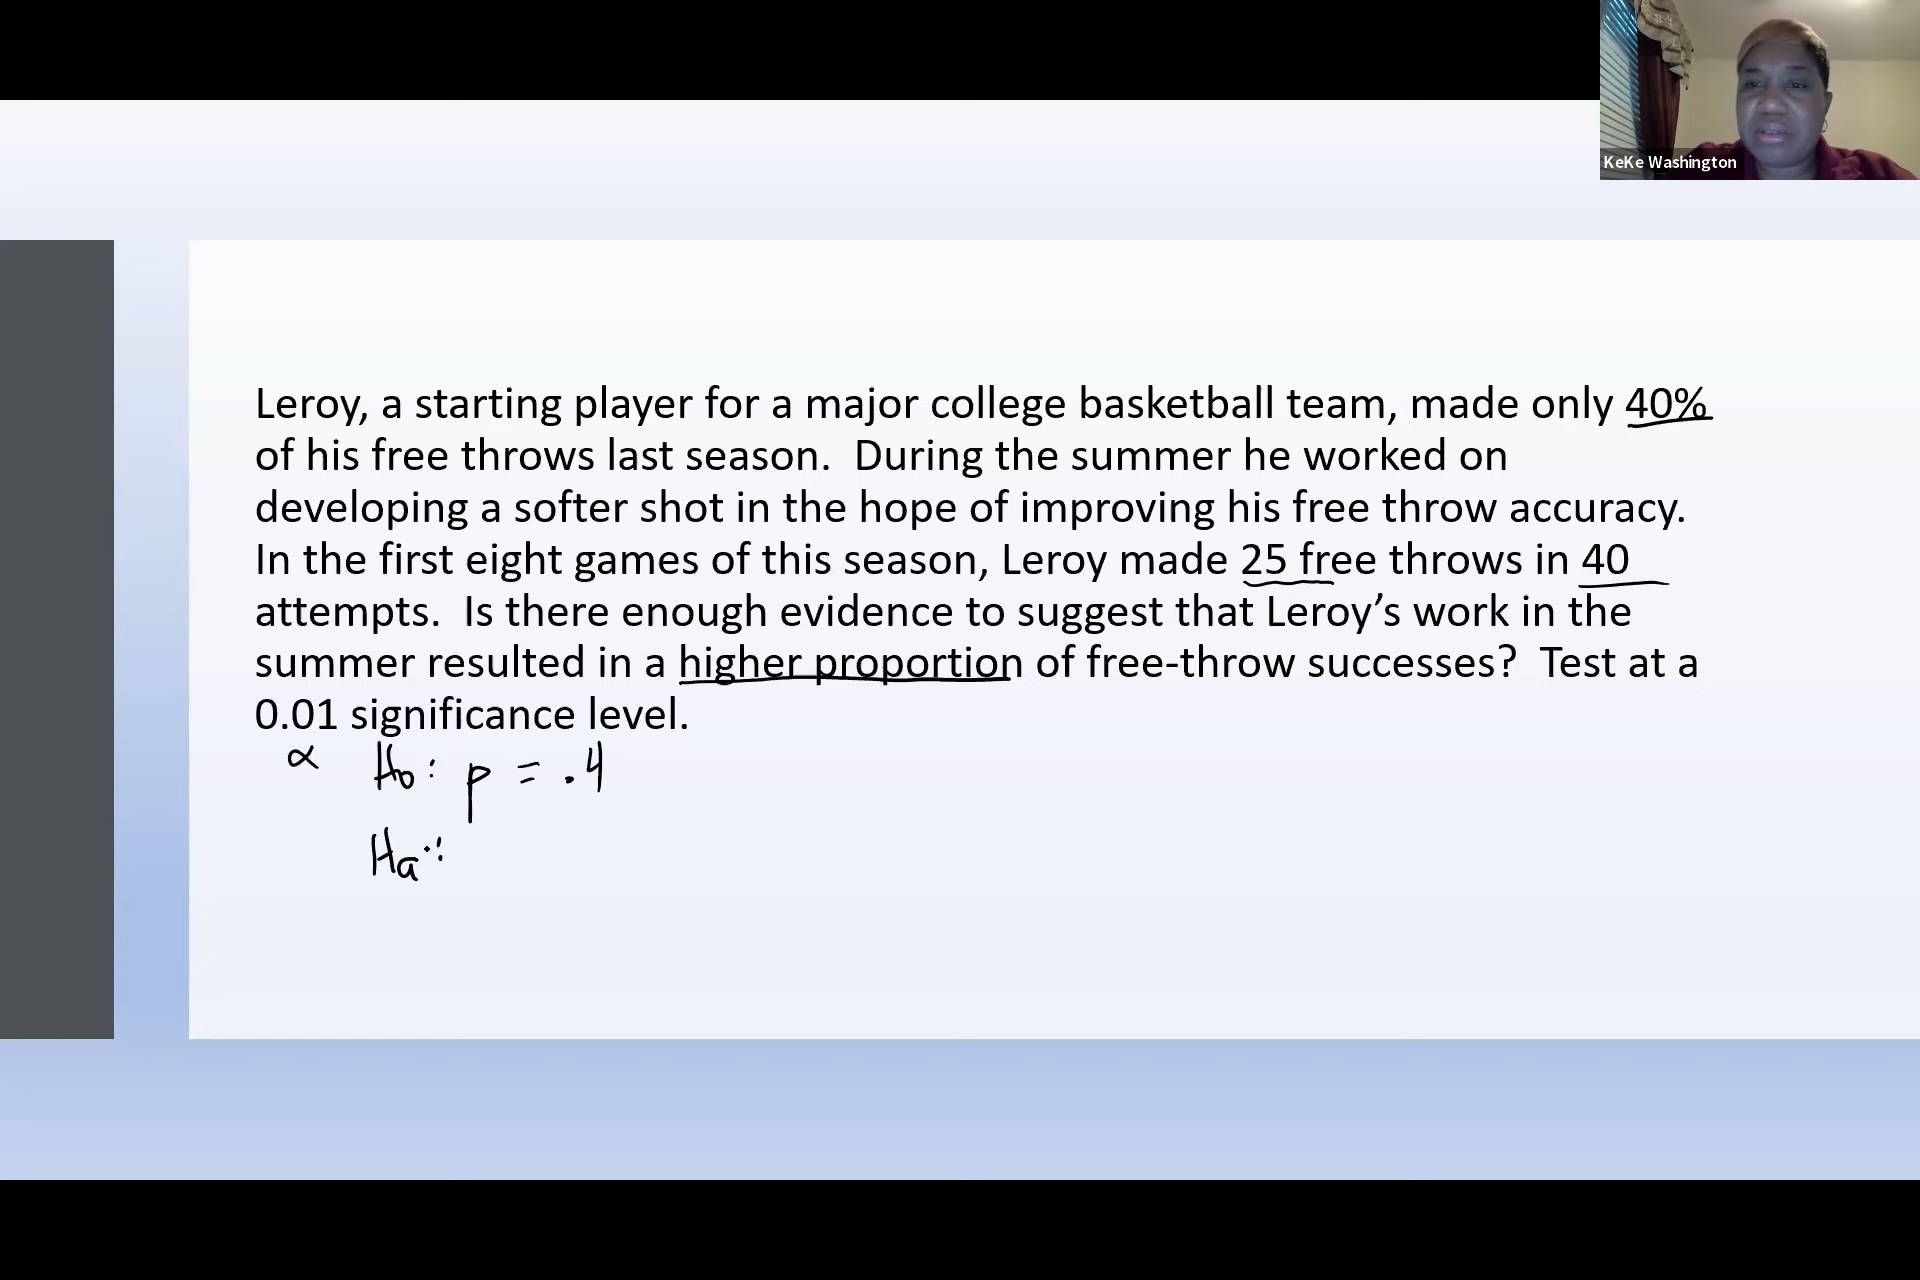 KeKe Washington
Leroy, a starting player for a major college basketball team, made only 40%
of his free throws last season.  During the summer he worked on
developing a softer shot in the hope of improving his free throw accuracy.
In the first eight games of this season, Leroy made 25 free throws in 40
attempts.  Is there enough evidence to suggest that Leroy’s work in the
summer resulted in a higher proportion of free-throw successes?  Test at a
0.01 significance level.
∝ H₀: p = .4
Hₐ: